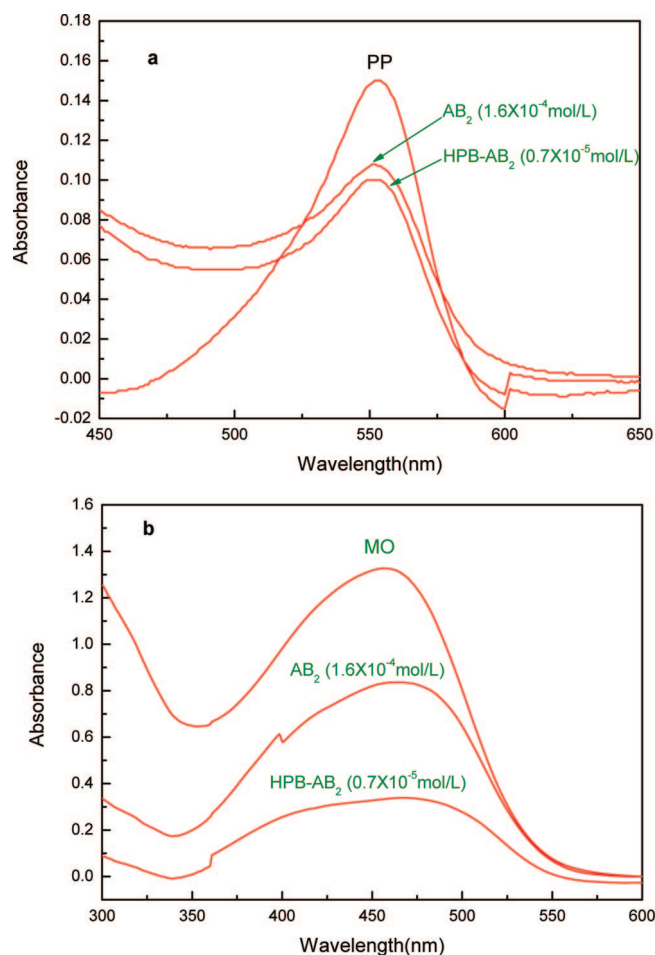 a
PP
AB₂ (1.6X10⁻⁴mol/L)
HPB-AB₂ (0.7X10⁻⁵mol/L)
Absorbance
0.18
0.16
0.14
0.12
0.10
0.08
0.06
0.04
0.02
0.00
-0.02
450 500 550 600 650
Wavelength(nm)
b
MO
AB₂ (1.6X10⁻⁴mol/L)
HPB-AB₂ (0.7X10⁻⁵mol/L)
Absorbance
1.6
1.4
1.2
1.0
0.8
0.6
0.4
0.2
0.0
300 350 400 450 500 550 600
Wavelength(nm)